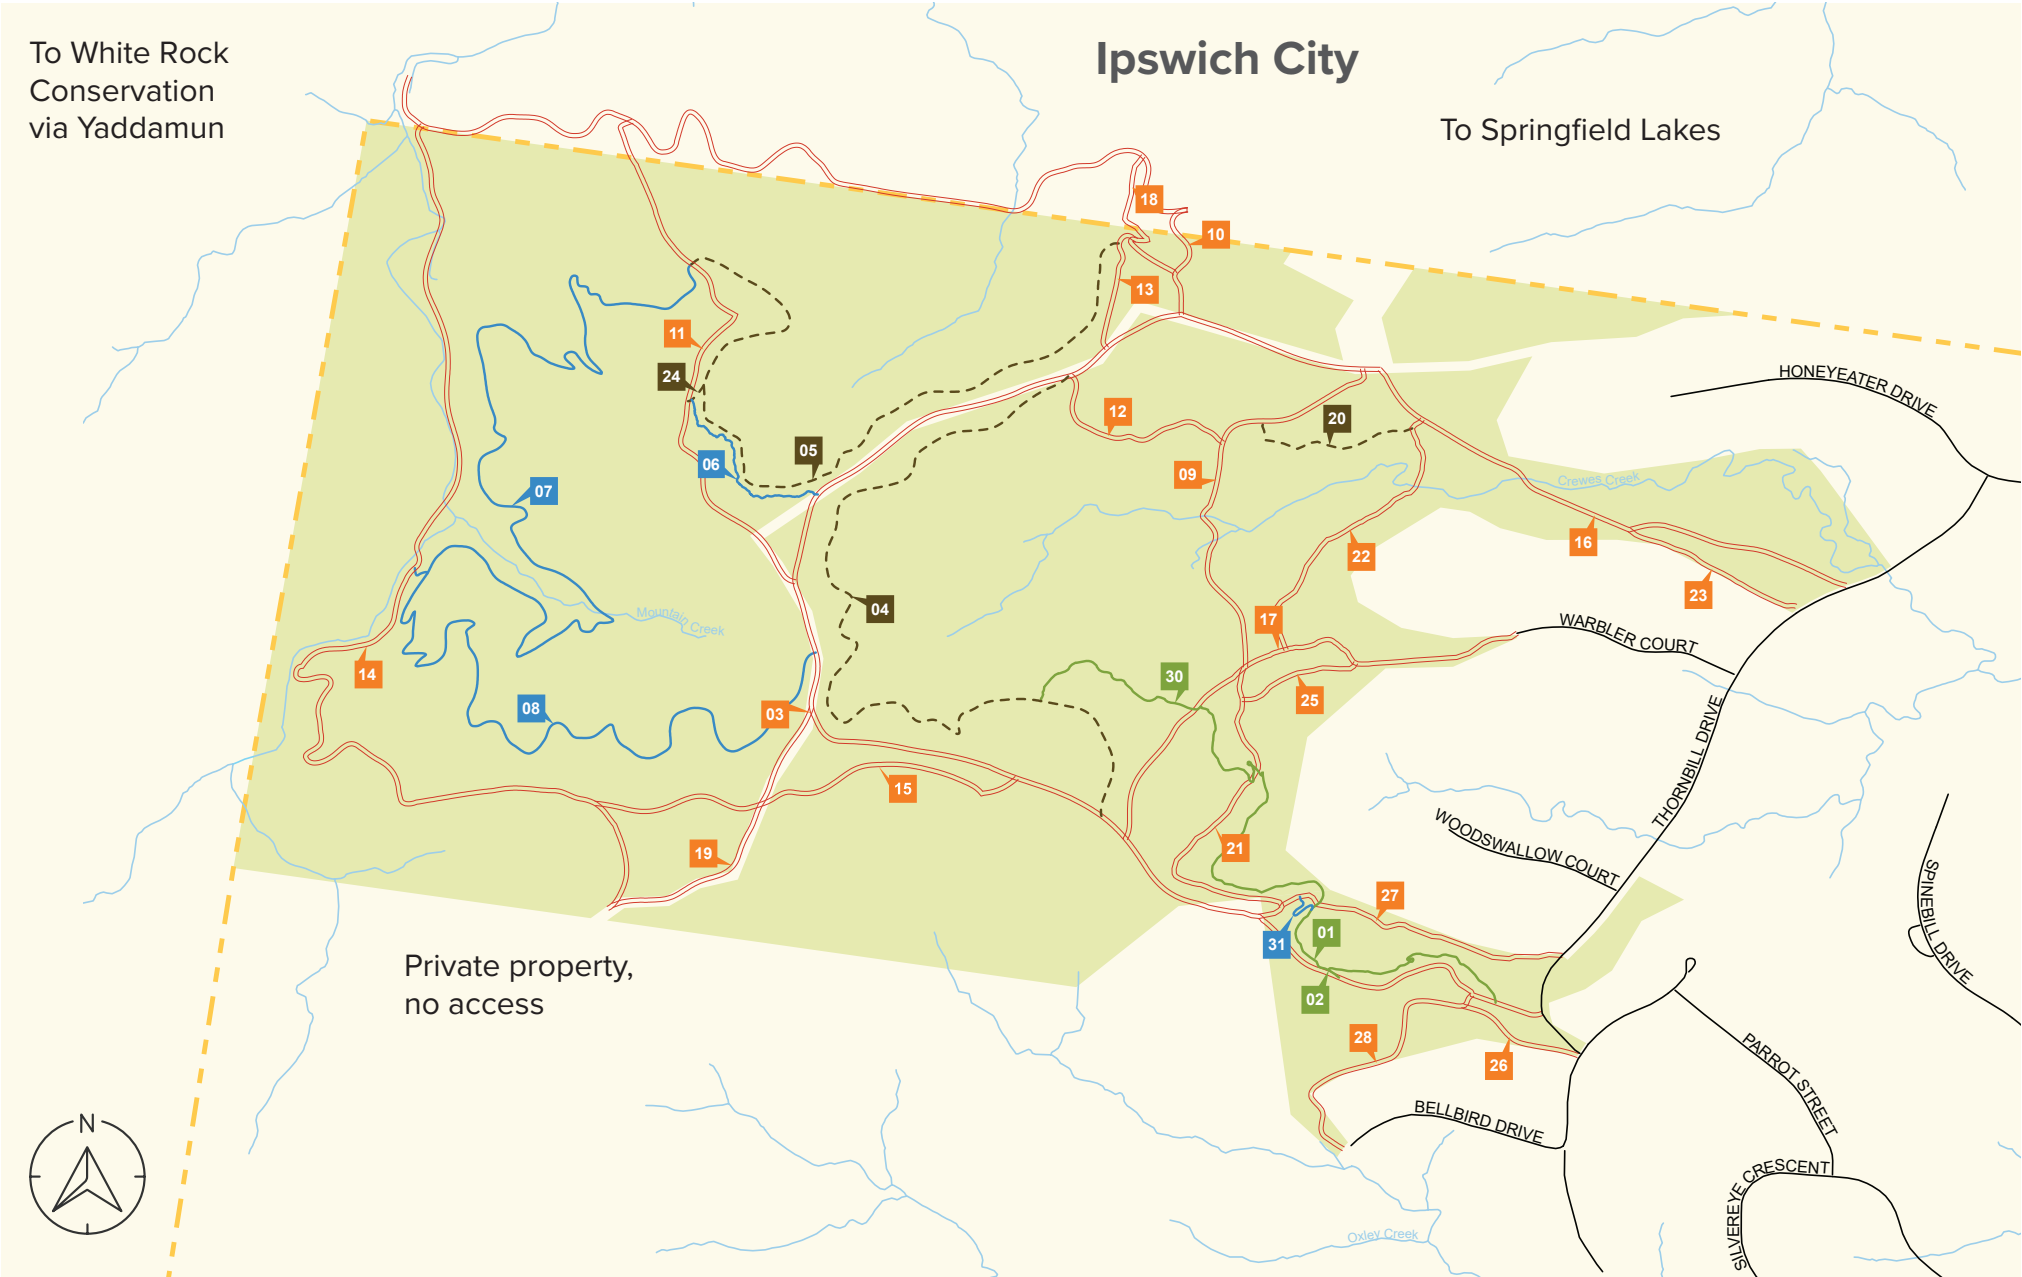 To White Rock
Conservation
via Yaddamun
Ipswich City
To Springfield Lakes
18
10
13
11
24
HONEYEATER DRIVE
12
20
05
06
09
Crewes Creek
07
16
22
23
04
17
Mountain Creek
WARBLER COURT
14
30
25
08
03
THORNBILL DRIVE
15
WOODSWALLOW COURT
21
19
27
SPINEBILL DRIVE
01
31
Private property,
no access
02
28
26
PARROT STREET
BELLBIRD DRIVE
N
SILVEREYE CRESCENT
Oxley Creek